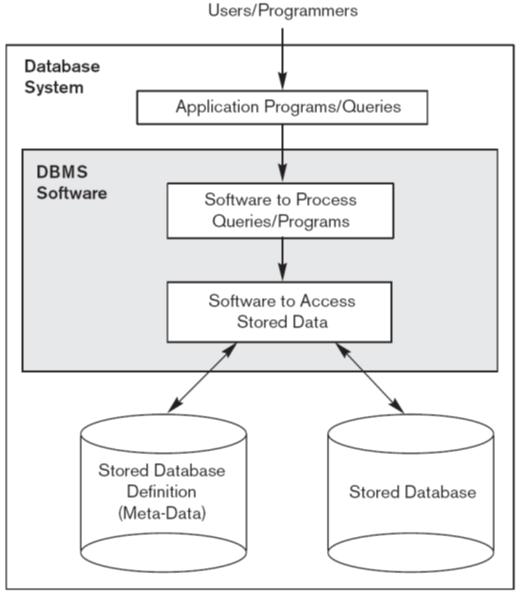 Users/Programmers
Database
System
Application Programs/Queries
DBMS
Software
Software to Process
Queries/Programs
Software to Access
Stored Data
Stored Database
Definition
(Meta-Data)
Stored Database